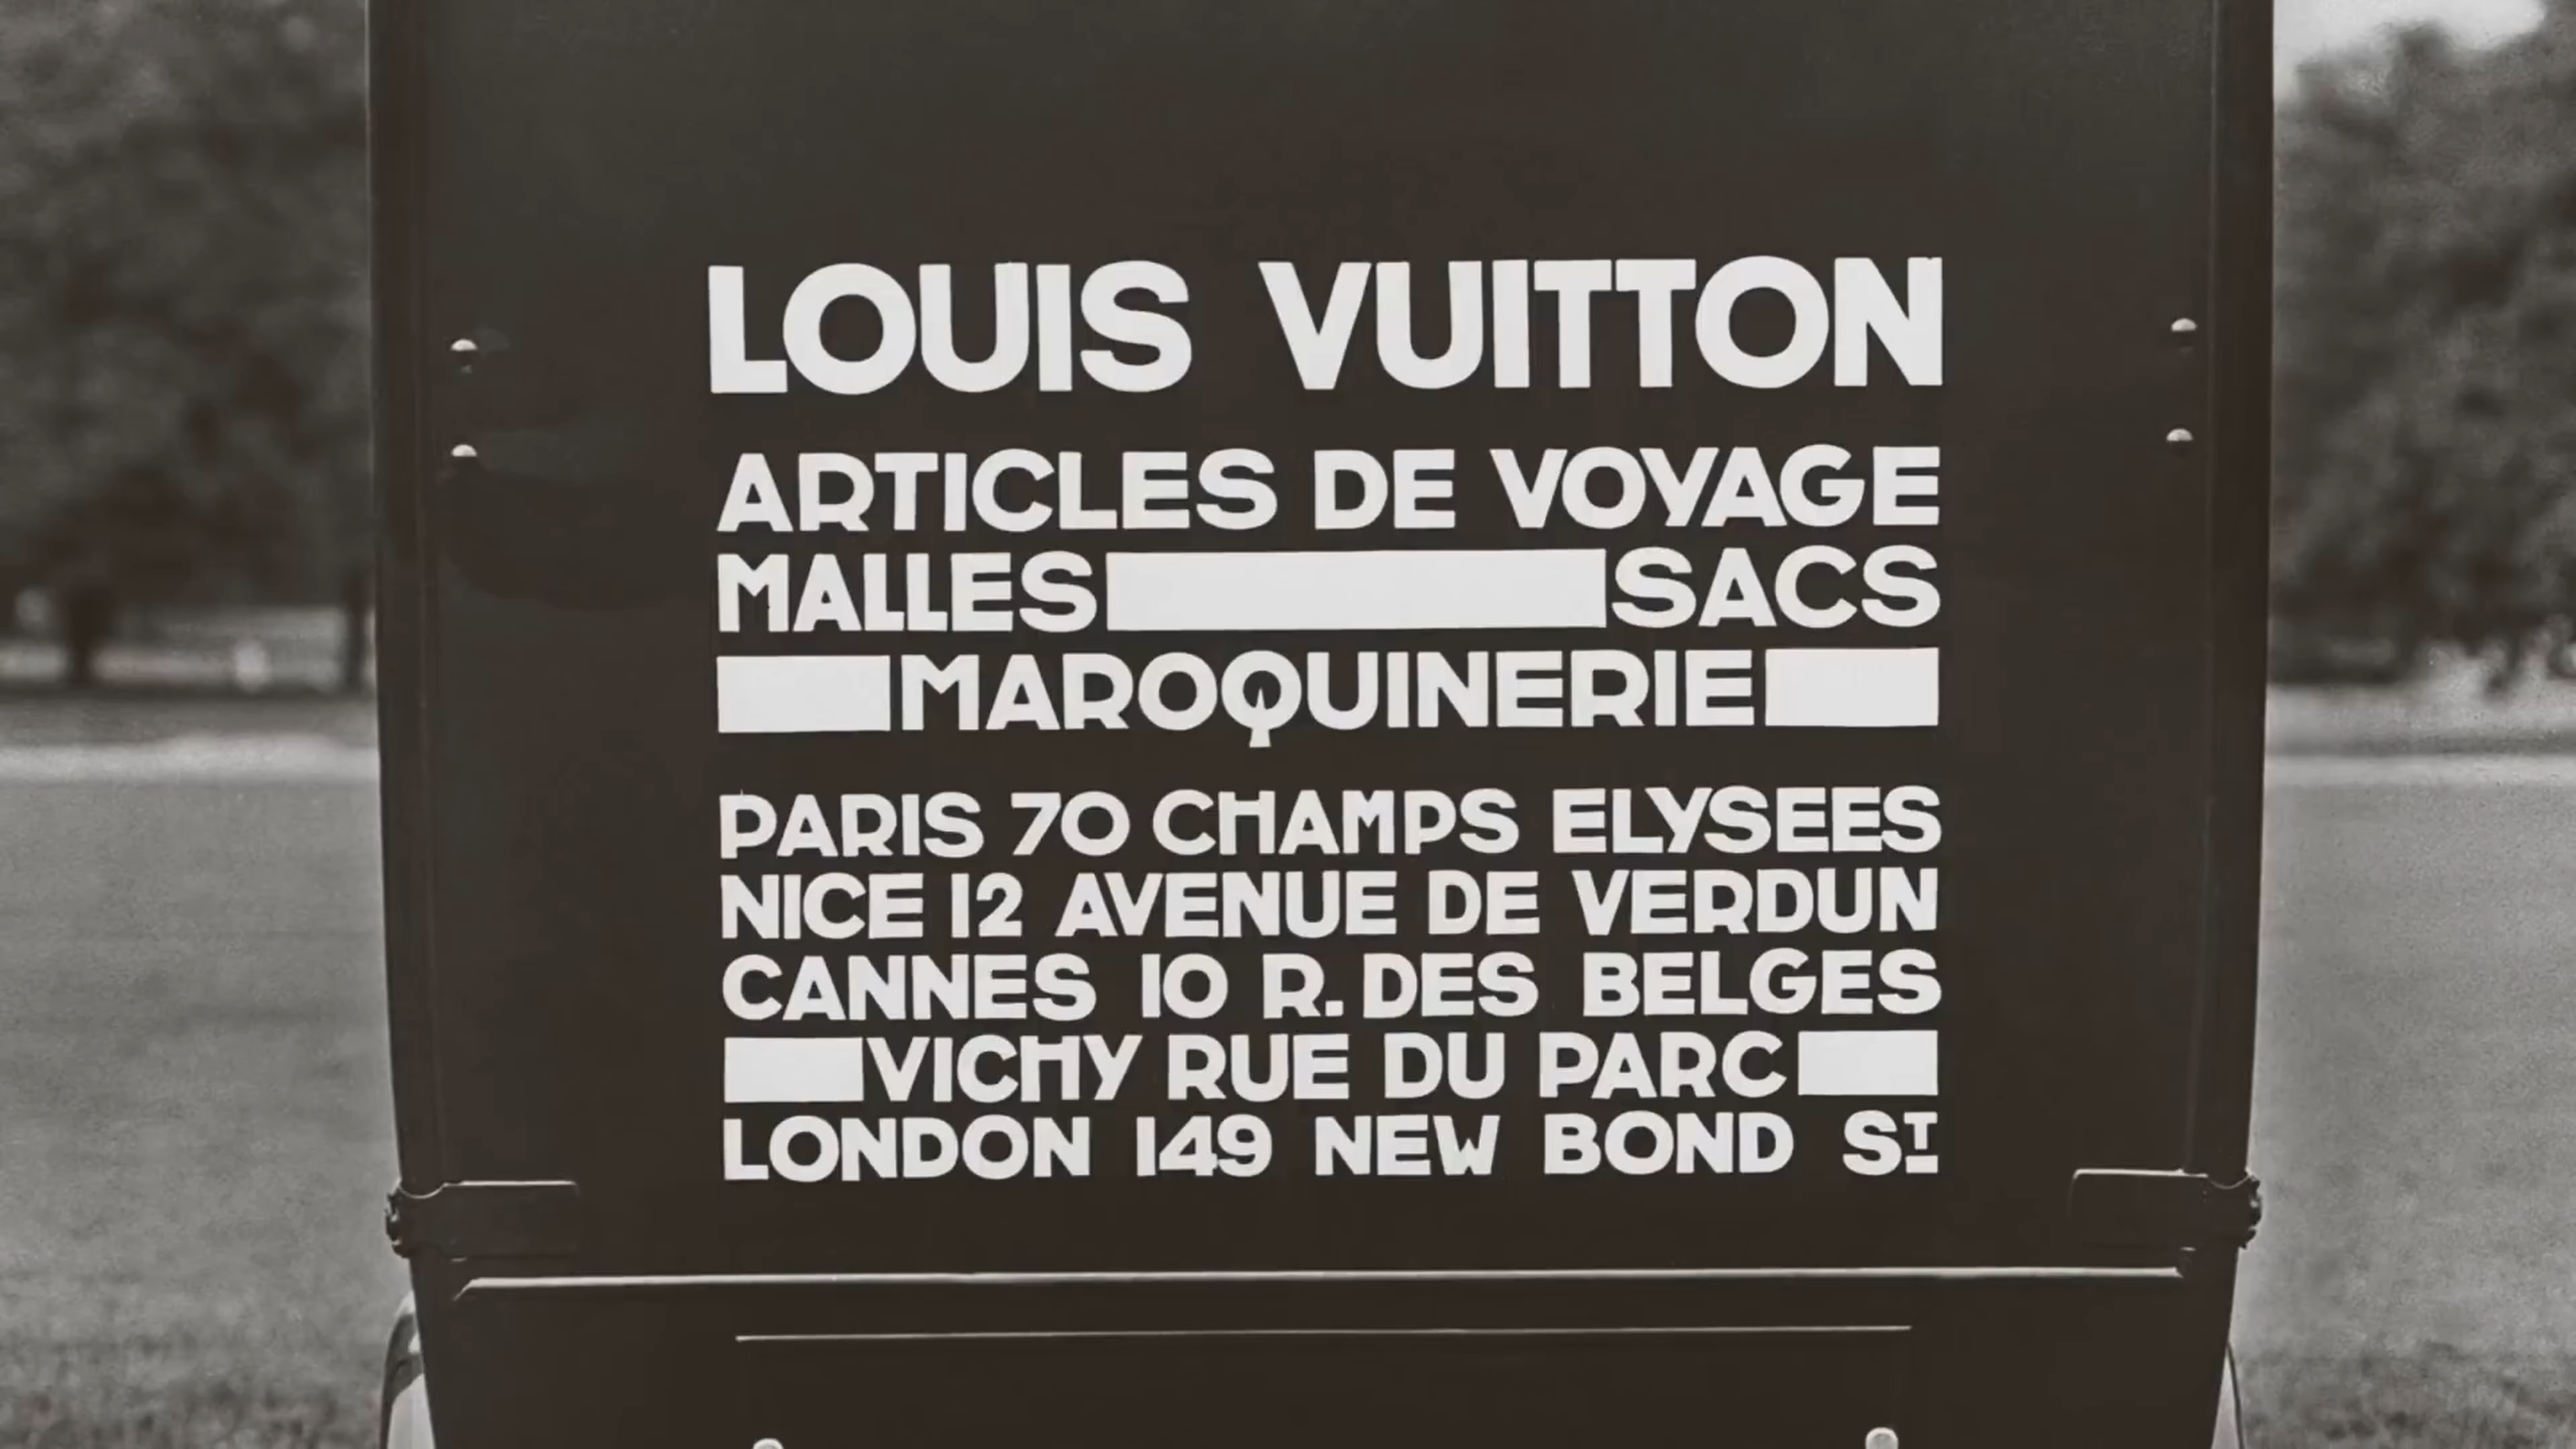 LOUIS VUITTON
ARTICLES DE VOYAGE
MALLES SACS
MAROQUINERIE
PARIS 70 CHAMPS ELYSEES
NICE 12 AVENUE DE VERDUN
CANNES 10 R. DES BELGES
VICHY RUE DU PARC
LONDON 149 NEW BOND ST